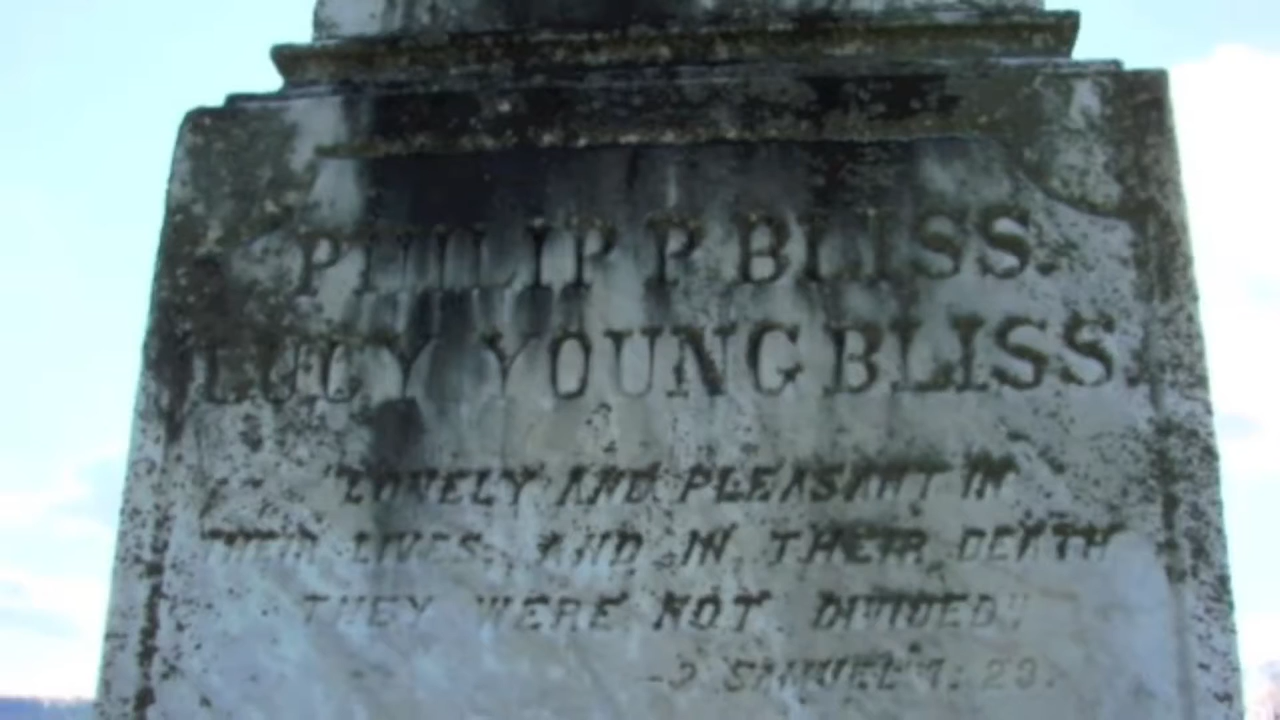 PHILIP P BLISS.
LUCY YOUNG BLISS.
"LOVELY AND PLEASANT IN
THEIR LIVES, AND IN THEIR DEATH
THEY WERE NOT DIVIDED."
-2 SAMUEL 1:23.